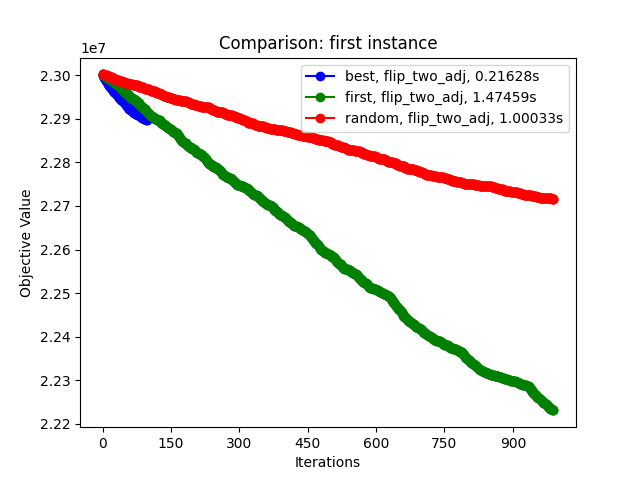 Comparison: first instance
1e7
2.30
2.29
2.28
2.27
2.26
2.25
2.24
2.23
2.22
Objective Value
best, flip_two_adj, 0.21628s
first, flip_two_adj, 1.47459s
random, flip_two_adj, 1.00033s
0 150 300 450 600 750 900
Iterations